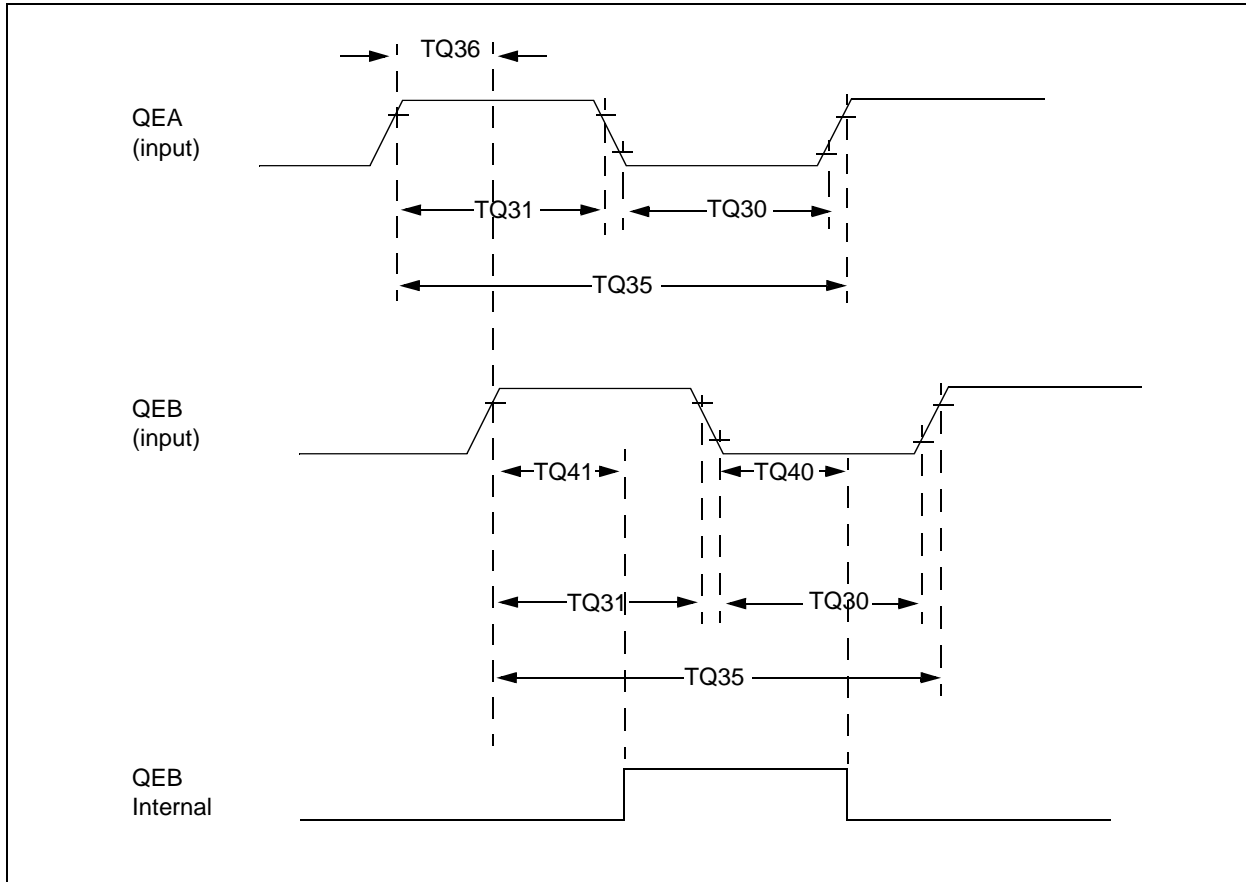 TQ36
QEA
(input)
TQ31
TQ30
TQ35
QEB
(input)
TQ41
TQ40
TQ31
TQ30
TQ35
QEB
Internal